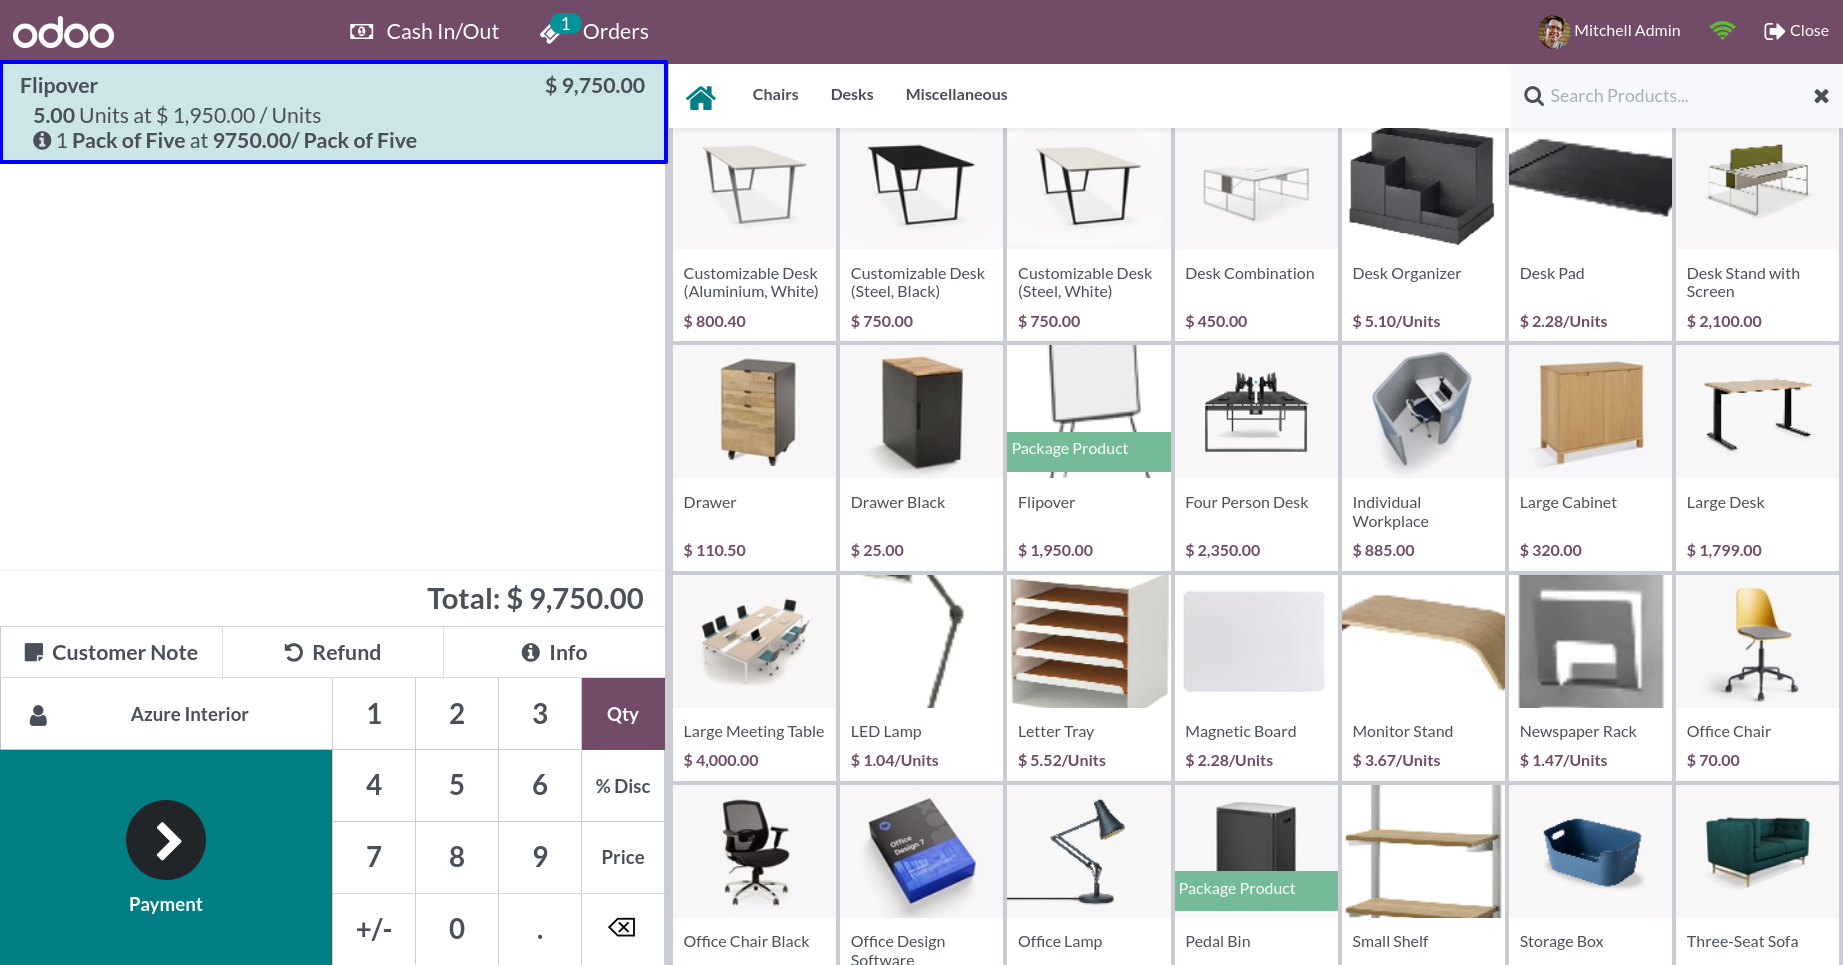 odoo
Cash In/Out
1
Orders
Mitchell Admin
Close
Flipover
$ 9,750.00
5.00 Units at $ 1,950.00 / Units
1 Pack of Five at 9750.00/ Pack of Five
Total: $ 9,750.00
Customer Note
Refund
Info
Azure Interior
1
2
3
Qty
4
5
6
% Disc
7
8
9
Price
+/-
0
.
Payment
Chairs
Desks
Miscellaneous
Search Products...
Customizable Desk
(Aluminium, White)
$ 800.40
Customizable Desk
(Steel, Black)
$ 750.00
Customizable Desk
(Steel, White)
$ 750.00
Desk Combination
$ 450.00
Desk Organizer
$ 5.10/Units
Desk Pad
$ 2.28/Units
Desk Stand with
Screen
$ 2,100.00
Drawer
$ 110.50
Drawer Black
$ 25.00
Package Product
Flipover
$ 1,950.00
Four Person Desk
$ 2,350.00
Individual
Workplace
$ 885.00
Large Cabinet
$ 320.00
Large Desk
$ 1,799.00
Large Meeting Table
$ 4,000.00
LED Lamp
$ 1.04/Units
Letter Tray
$ 5.52/Units
Magnetic Board
$ 2.28/Units
Monitor Stand
$ 3.67/Units
Newspaper Rack
$ 1.47/Units
Office Chair
$ 70.00
Office Chair Black
Office
Design 7
Office Design
Software
Office Lamp
Package Product
Pedal Bin
Small Shelf
Storage Box
Three-Seat Sofa